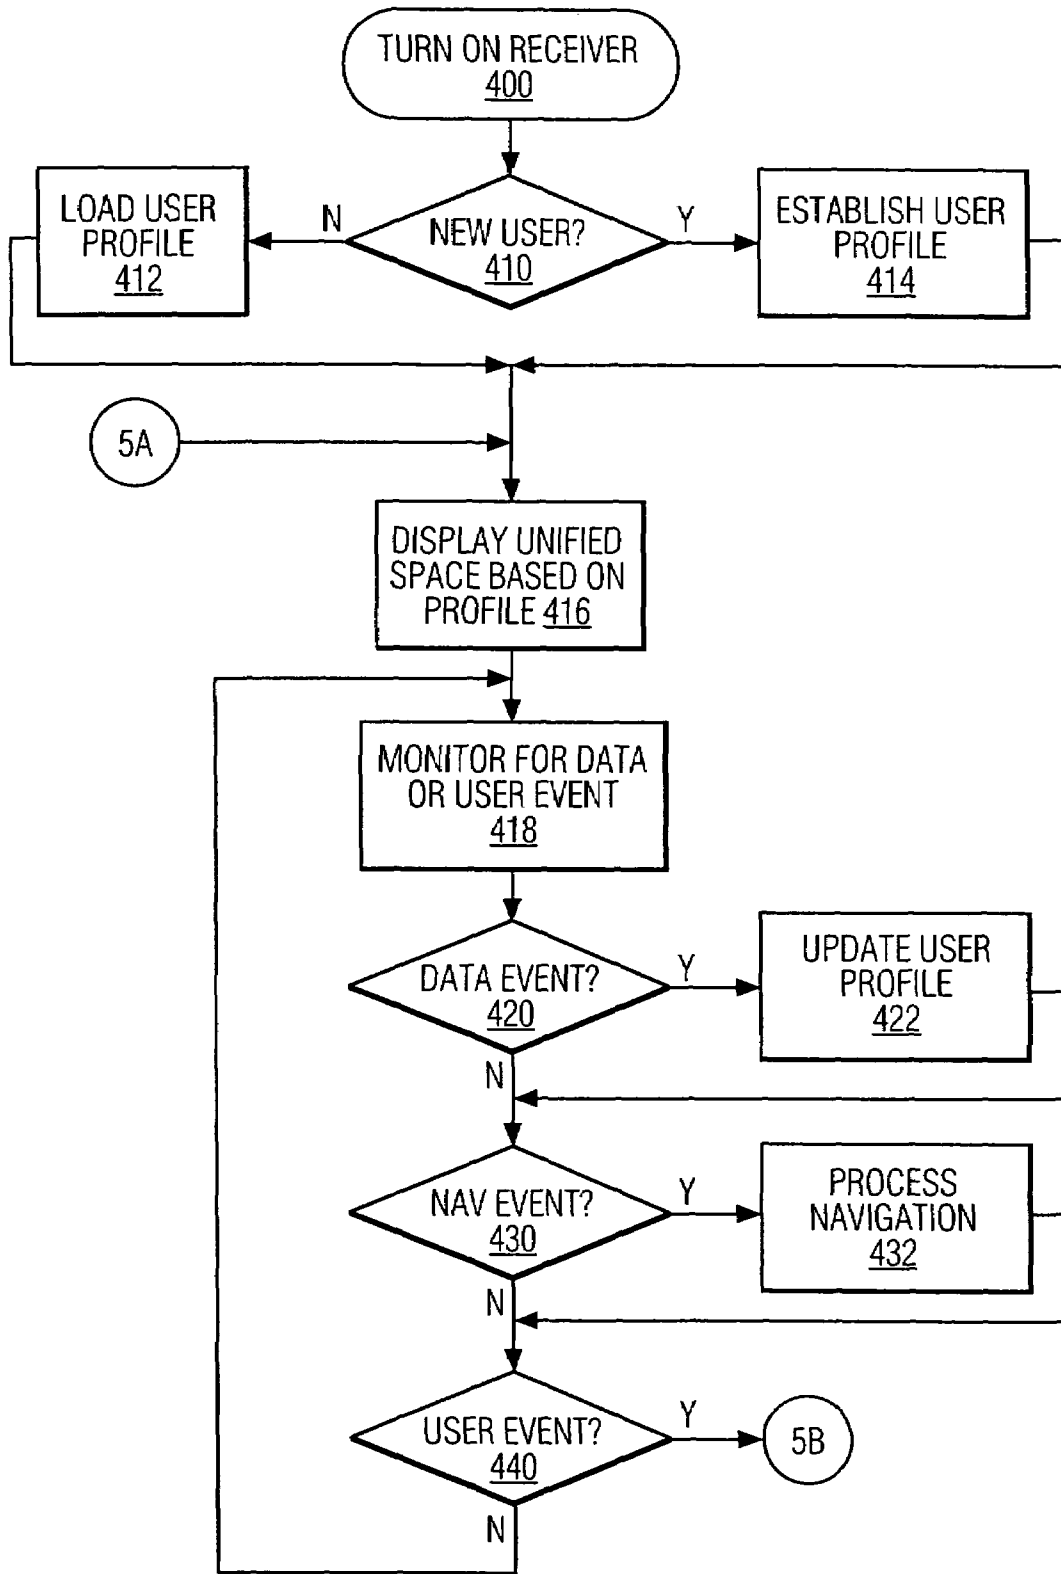 TURN ON RECEIVER
400
LOAD USER
PROFILE
412
N
NEW USER?
410
Y
ESTABLISH USER
PROFILE
414
5A
DISPLAY UNIFIED
SPACE BASED ON
PROFILE 416
MONITOR FOR DATA
OR USER EVENT
418
DATA EVENT?
420
Y
UPDATE USER
PROFILE
422
N
NAV EVENT?
430
Y
PROCESS
NAVIGATION
432
N
USER EVENT?
440
Y
5B
N